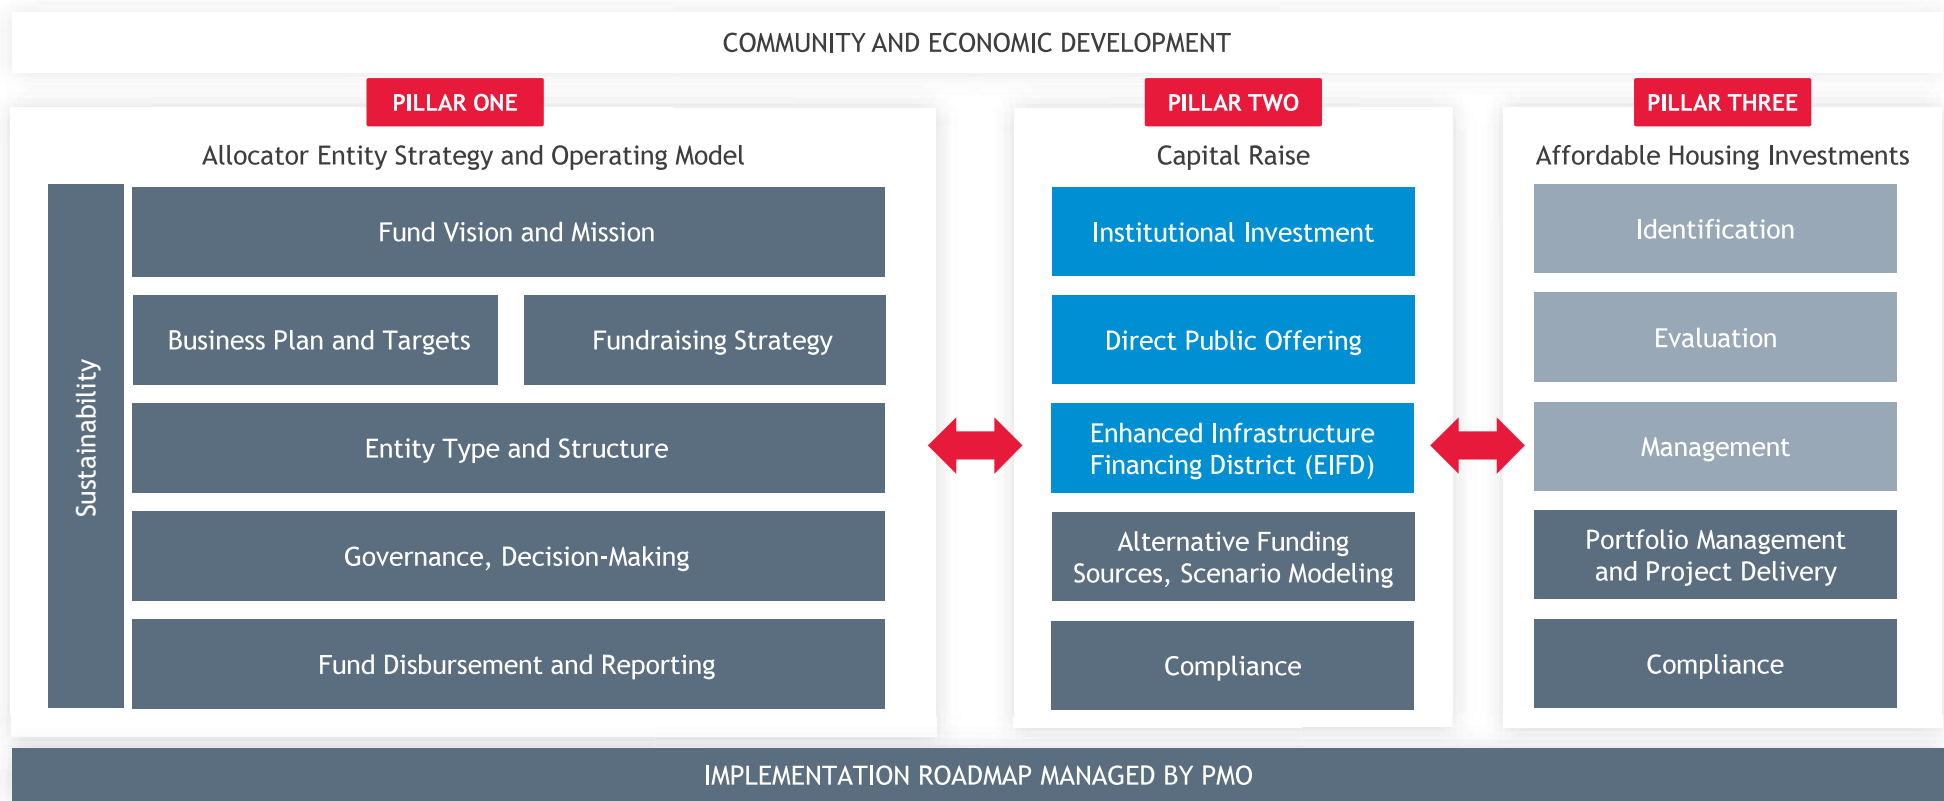 COMMUNITY AND ECONOMIC DEVELOPMENT
PILLAR ONE
Allocator Entity Strategy and Operating Model
Sustainability
Fund Vision and Mission
Business Plan and Targets
Fundraising Strategy
Entity Type and Structure
Governance, Decision-Making
Fund Disbursement and Reporting
PILLAR TWO
Capital Raise
Institutional Investment
Direct Public Offering
Enhanced Infrastructure
Financing District (EIFD)
Alternative Funding
Sources, Scenario Modeling
Compliance
PILLAR THREE
Affordable Housing Investments
Identification
Evaluation
Management
Portfolio Management
and Project Delivery
Compliance
IMPLEMENTATION ROADMAP MANAGED BY PMO